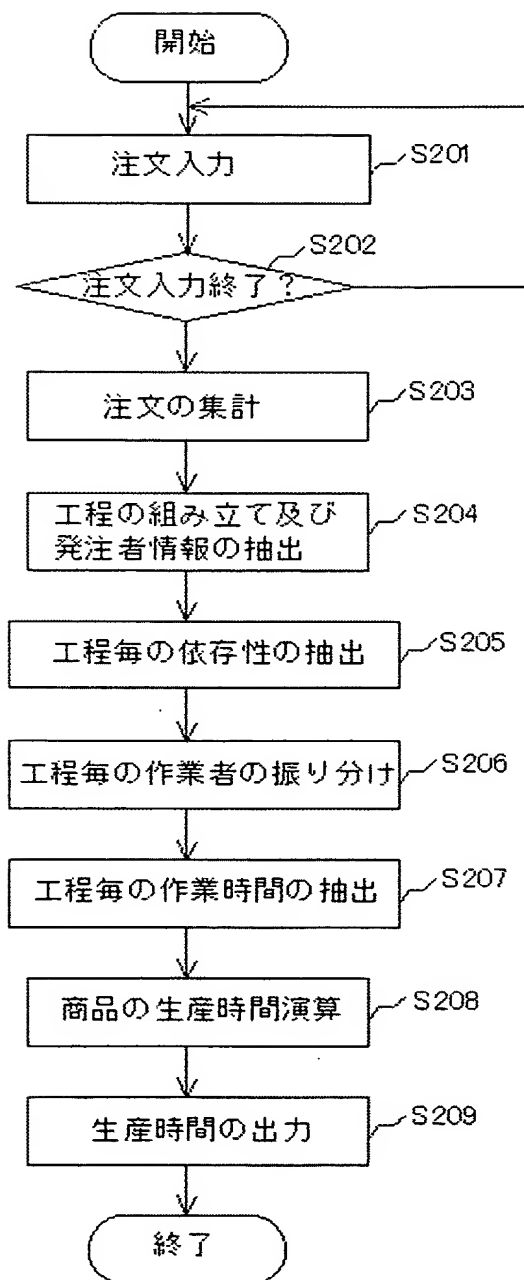 開始
注文入力
S201
S202
注文入力終了?
注文の集計
S203
工程の組み立て及び
発注者情報の抽出
S204
工程毎の依存性の抽出
S205
工程毎の作業者の振り分け
S206
工程毎の作業時間の抽出
S207
商品の生産時間演算
S208
生産時間の出力
S209
終了